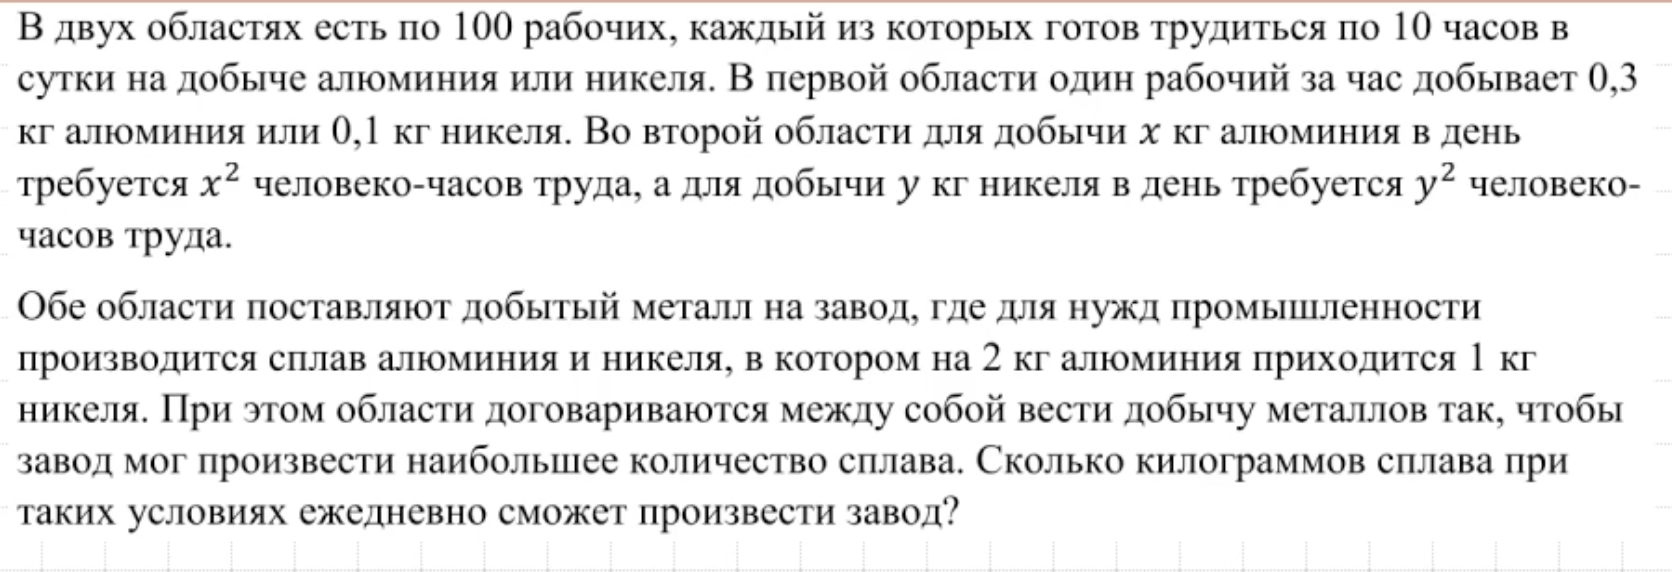 В двух областях есть по 100 рабочих, каждый из которых готов трудиться по 10 часов в
сутки на добыче алюминия или никеля. В первой области один рабочий за час добывает 0,3
кг алюминия или 0,1 кг никеля. Во второй области для добычи x кг алюминия в день
требуется x² человеко-часов труда, а для добычи y кг никеля в день требуется y² человеко-
часов труда.
Обе области поставляют добытый металл на завод, где для нужд промышленности
производится сплав алюминия и никеля, в котором на 2 кг алюминия приходится 1 кг
никеля. При этом области договариваются между собой вести добычу металлов так, чтобы
завод мог произвести наибольшее количество сплава. Сколько килограммов сплава при
таких условиях ежедневно сможет произвести завод?